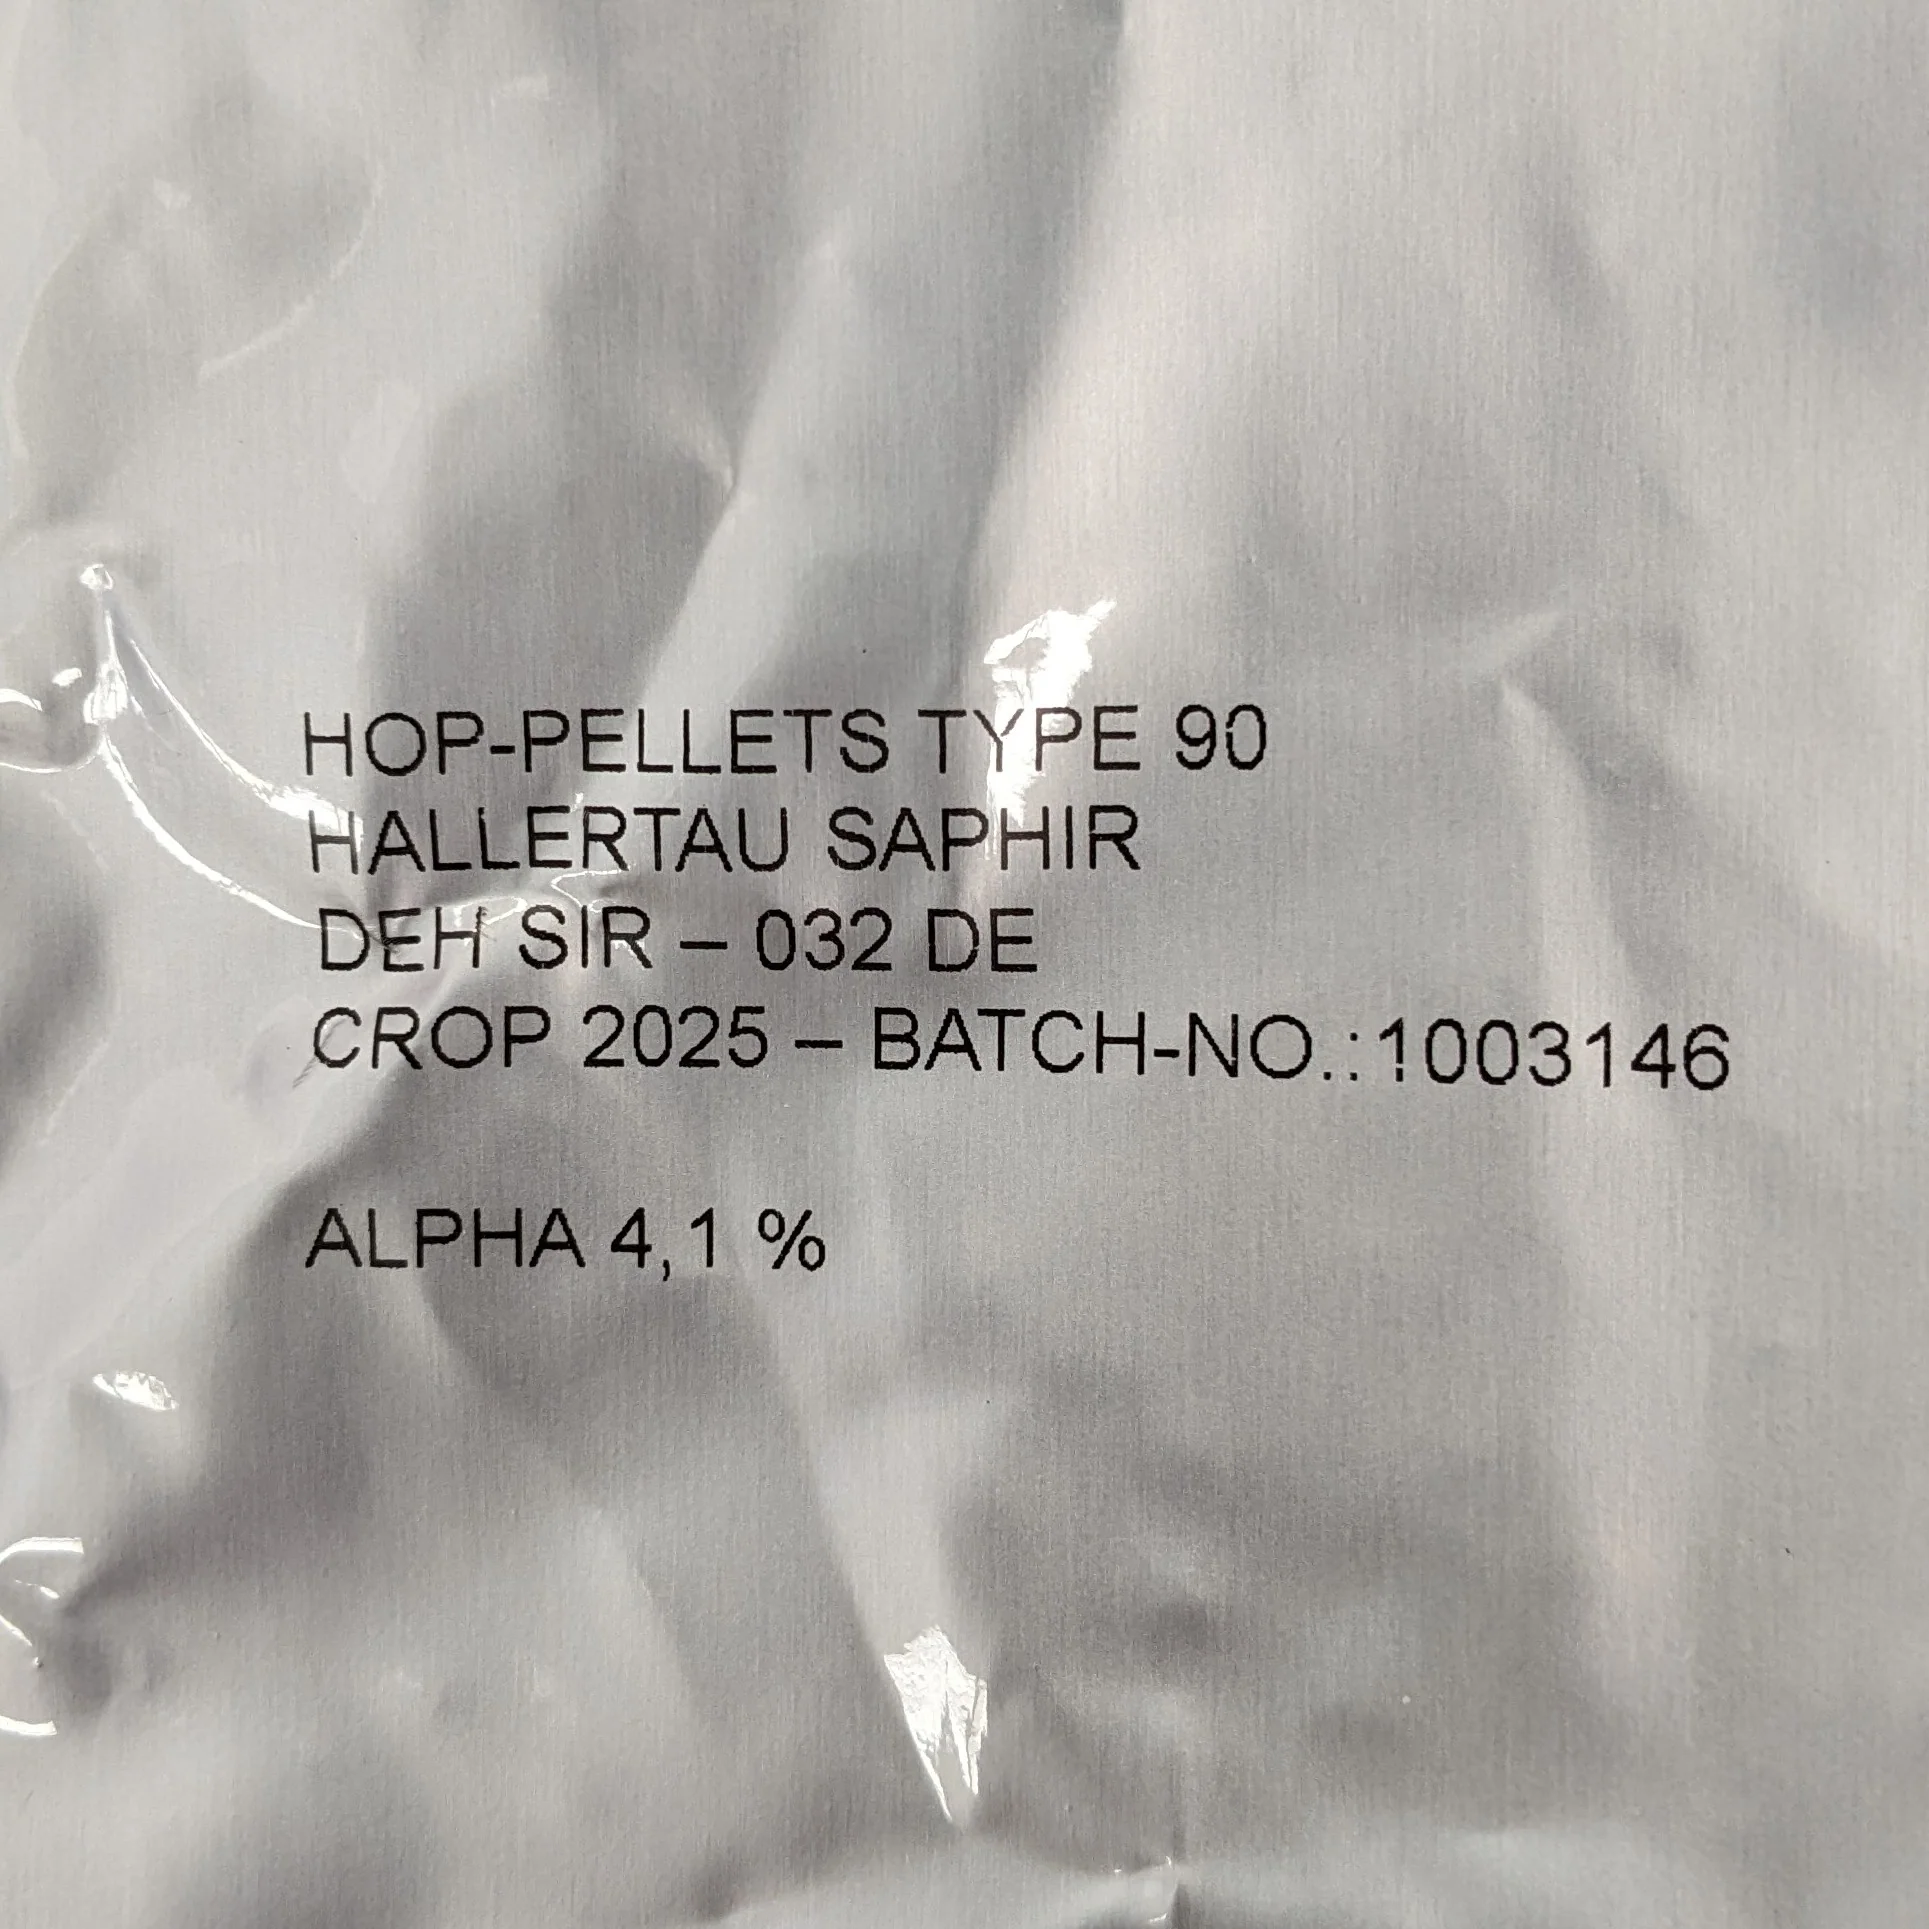 HOP-PELLETS TYPE 90
HALLERTAU SAPHIR
DEH SIR – 032 DE
CROP 2025 – BATCH-NO.:1003146
ALPHA 4,1 %